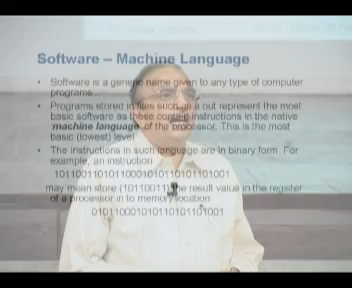 Software – Machine Language
• Software is a generic name given to any type of computer
programs
• Programs stored in files such as a out represent the most
basic software as these contain instructions in the native
'machine language' of the processor. This is the most
basic (lowest) level
• The instructions in such language are in binary form. For
example, an instruction
10110011010110001010110101101001
may mean store (10110011) the result value in the register
of a processor in to memory location
010110001010110101101001